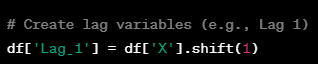 # Create lag variables (e.g., Lag 1)
df['Lag_1'] = df['X'].shift(1)